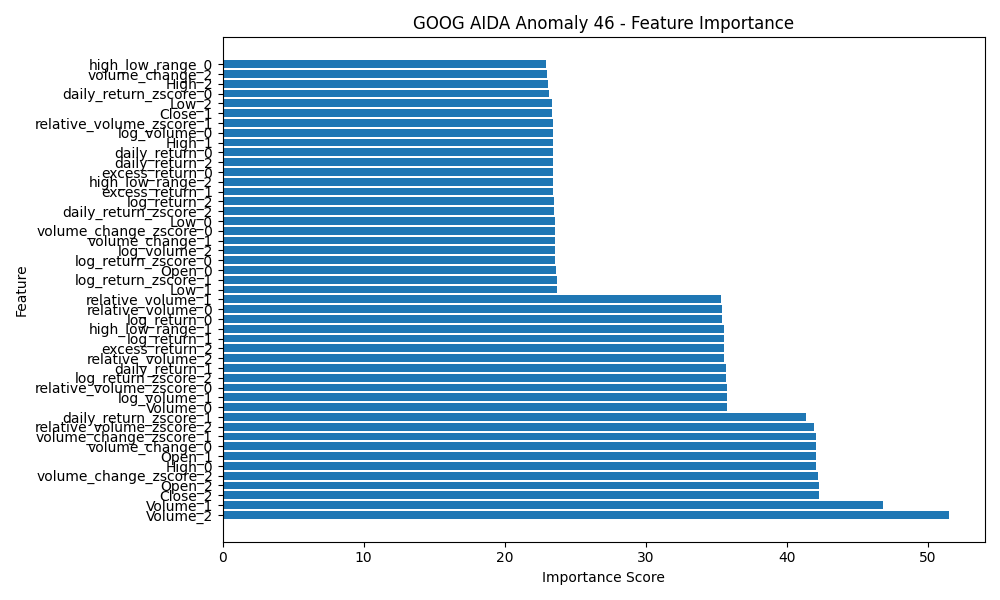 GOOG AIDA Anomaly 46 - Feature Importance
high_low_range_0
volume_change_2
High_2
daily_return_zscore_0
Low_2
Close_1
relative_volume_zscore_1
log_volume_0
High_1
daily_return_0
daily_return_2
excess_return_0
high_low_range_2
excess_return_1
log_return_2
daily_return_zscore_2
Low_0
volume_change_zscore_0
volume_change_1
log_volume_2
log_return_zscore_0
Open_0
log_return_zscore_1
Low_1
relative_volume_1
relative_volume_0
log_return_0
high_low_range_1
log_return_1
excess_return_2
relative_volume_2
daily_return_1
log_return_zscore_2
relative_volume_zscore_0
log_volume_1
Volume_0
daily_return_zscore_1
relative_volume_zscore_2
volume_change_zscore_1
volume_change_0
Open_1
High_0
volume_change_zscore_2
Open_2
Close_2
Volume_1
Volume_2
Feature
0 10 20 30 40 50
Importance Score